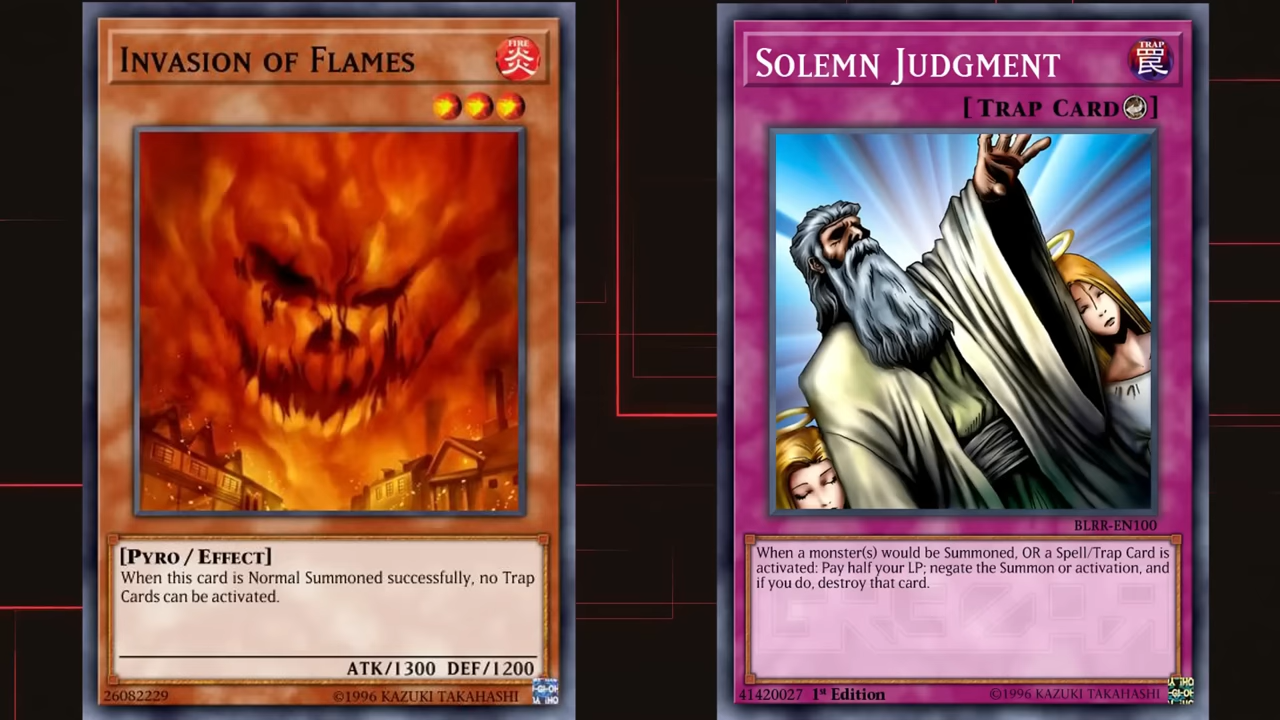 INVASION OF FLAMES
FIRE
炎
[PYRO / EFFECT]
When this card is Normal Summoned successfully, no Trap
Cards can be activated.
ATK/1300 DEF/1200
26082229
©1996 KAZUKI TAKAHASHI
SOLEMN JUDGMENT
TRAP
罠
[TRAP CARD]
BLRR-EN100
When a monster(s) would be Summoned, OR a Spell/Trap Card is
activated: Pay half your LP; negate the Summon or activation, and
if you do, destroy that card.
41420027 1st Edition
©1996 KAZUKI TAKAHASHI